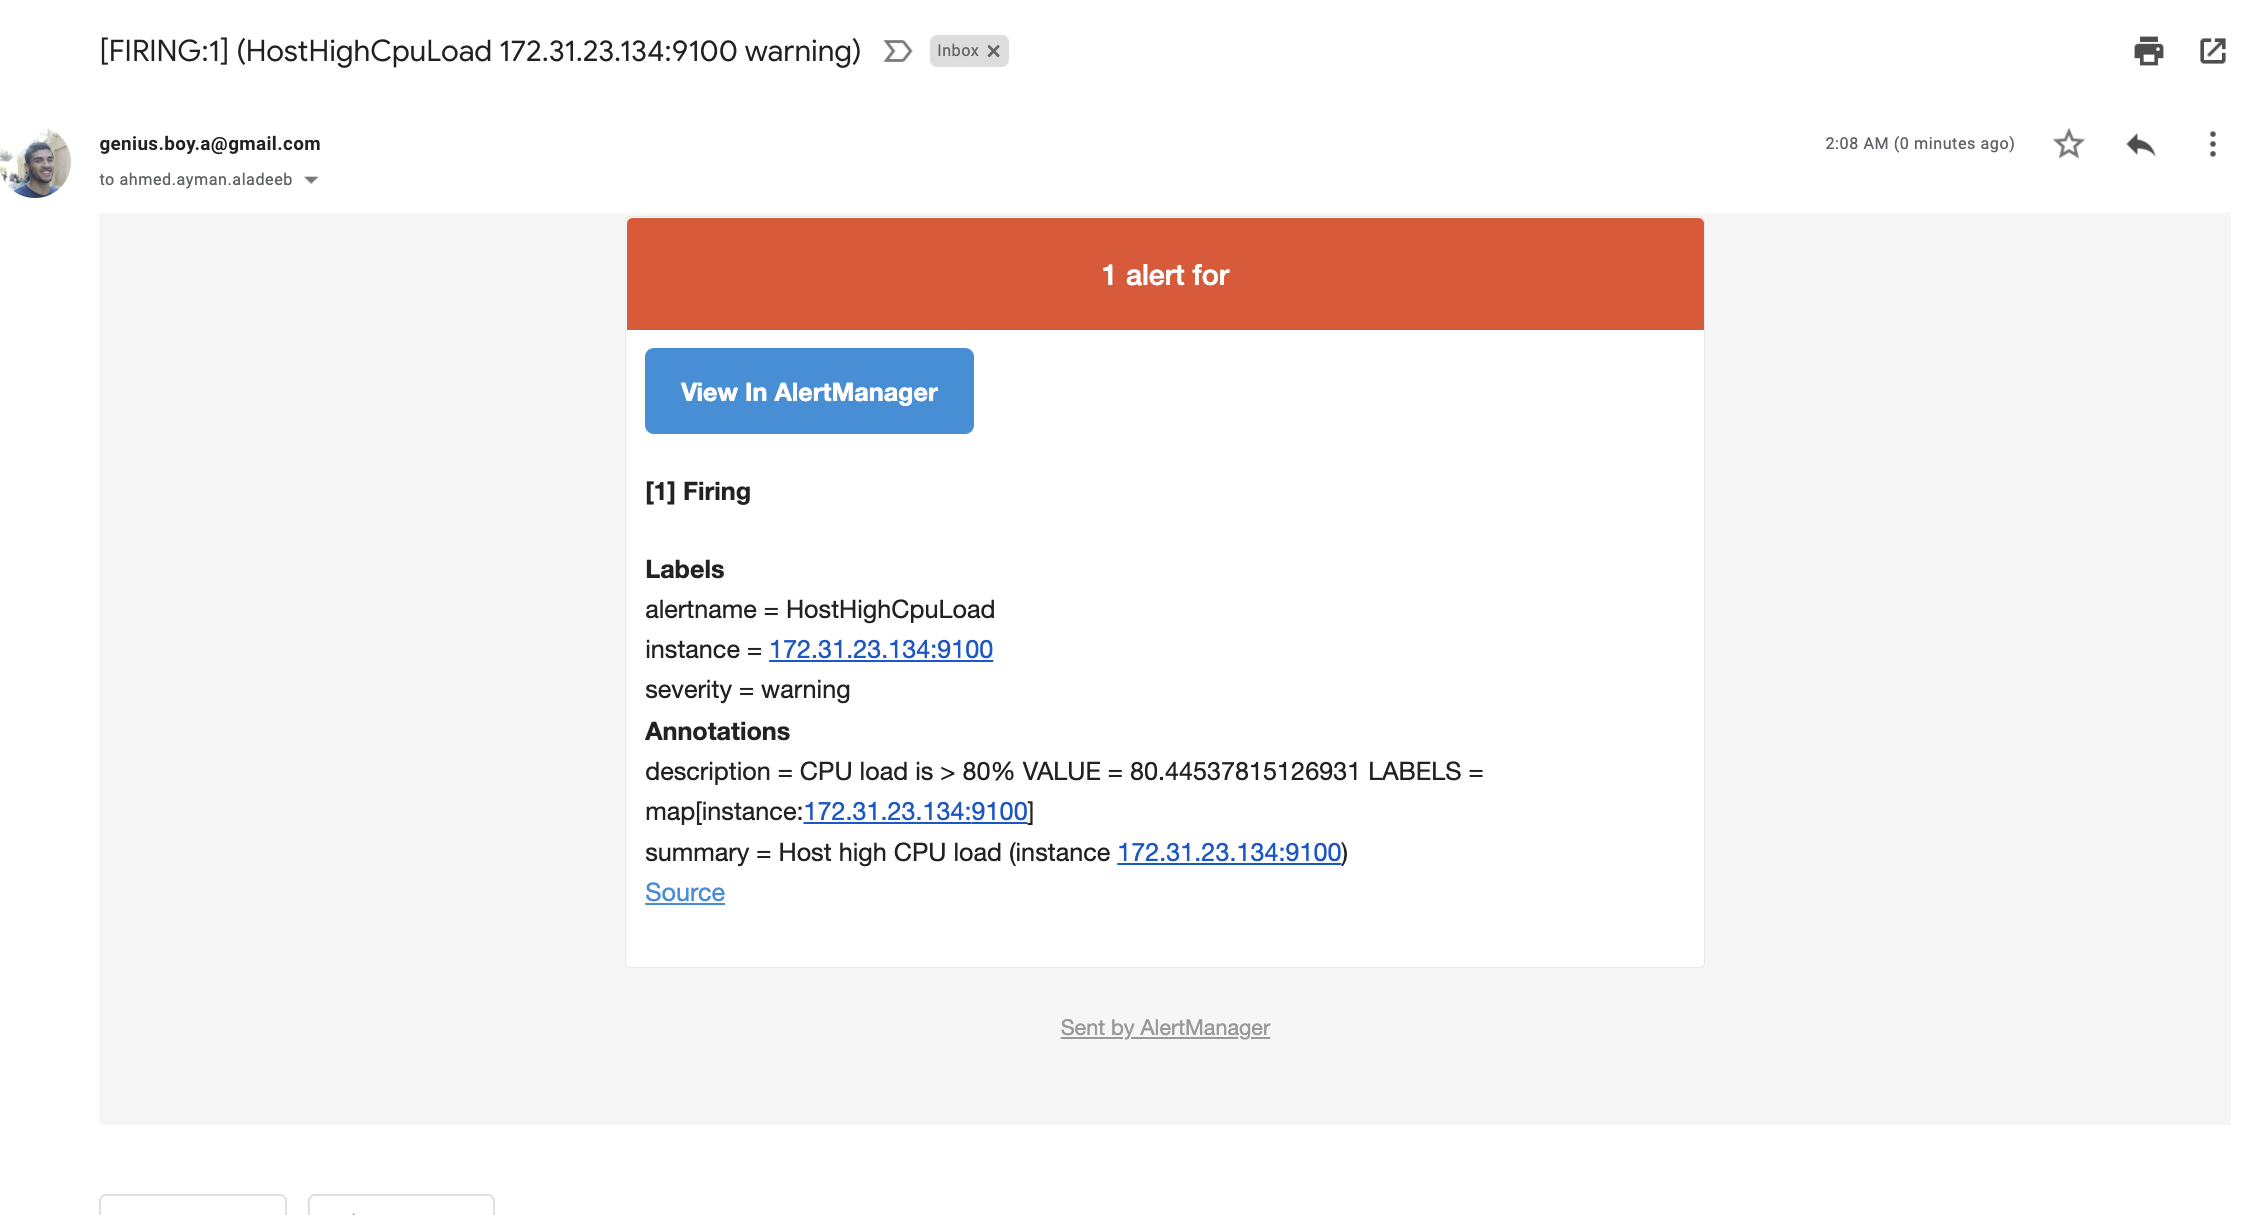 [FIRING:1] (HostHighCpuLoad 172.31.23.134:9100 warning) Inbox
genius.boy.a@gmail.com 2:08 AM (0 minutes ago)
to ahmed.ayman.aladeeb
1 alert for
View In AlertManager
[1] Firing
Labels
alertname = HostHighCpuLoad
instance = 172.31.23.134:9100
severity = warning
Annotations
description = CPU load is > 80% VALUE = 80.44537815126931 LABELS =
map[instance:172.31.23.134:9100]
summary = Host high CPU load (instance 172.31.23.134:9100)
Source
Sent by AlertManager